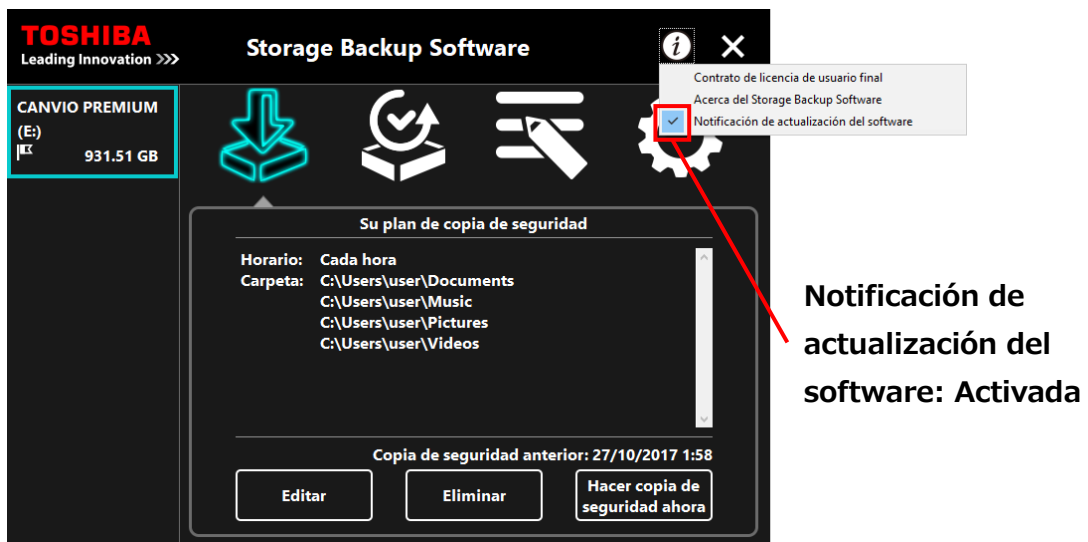 TOSHIBA
Leading Innovation >>>
Storage Backup Software
i
Contrato de licencia de usuario final
Acerca del Storage Backup Software
Notificación de actualización del software
CANVIO PREMIUM
(E:)
931.51 GB
Su plan de copia de seguridad
Horario: Cada hora
Carpeta: C:\Users\user\Documents
C:\Users\user\Music
C:\Users\user\Pictures
C:\Users\user\Videos
Notificación de
actualización del
software: Activada
Copia de seguridad anterior: 27/10/2017 1:58
Editar
Eliminar
Hacer copia de
seguridad ahora